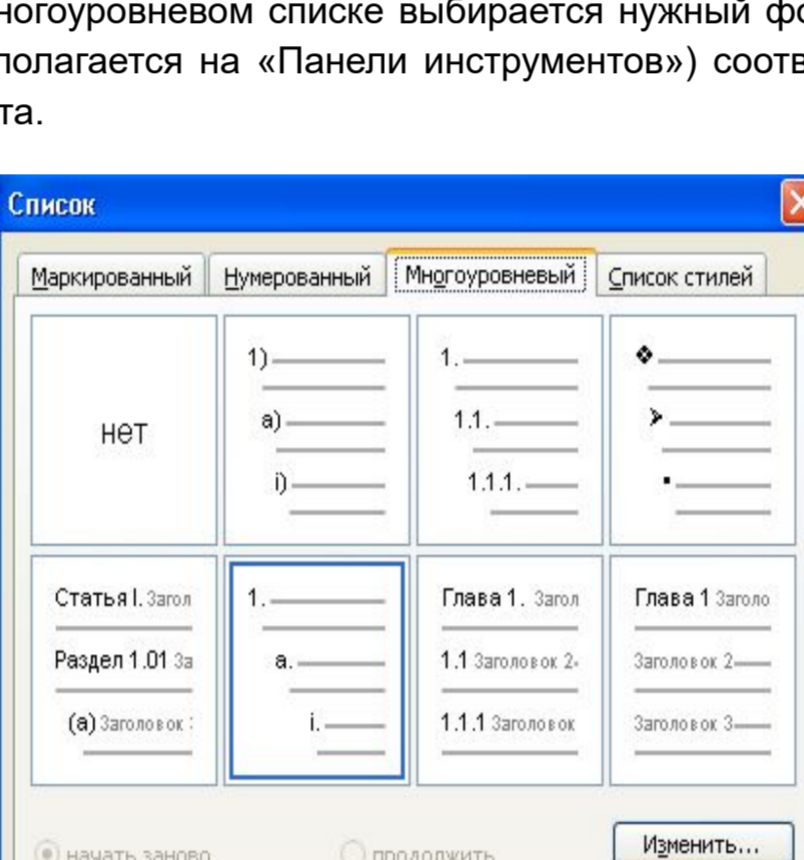 ногоуровневом списке выбирается нужный фо
полагается на «Панели инструментов») соотв
та.
Список
Маркированный Нумерованный Многоуровневый Список стилей
нет
1)
a)
i)
1.
1.1.
1.1.1.
Статья I. Загол
Раздел 1.01 За
(a) Заголовок
1.
a.
i.
Глава 1. Загол
1.1 Заголовок 2
1.1.1 Заголовок
Глава 1 Заголо
Заголовок 2
Заголовок 3
начать заново продолжить Изменить...